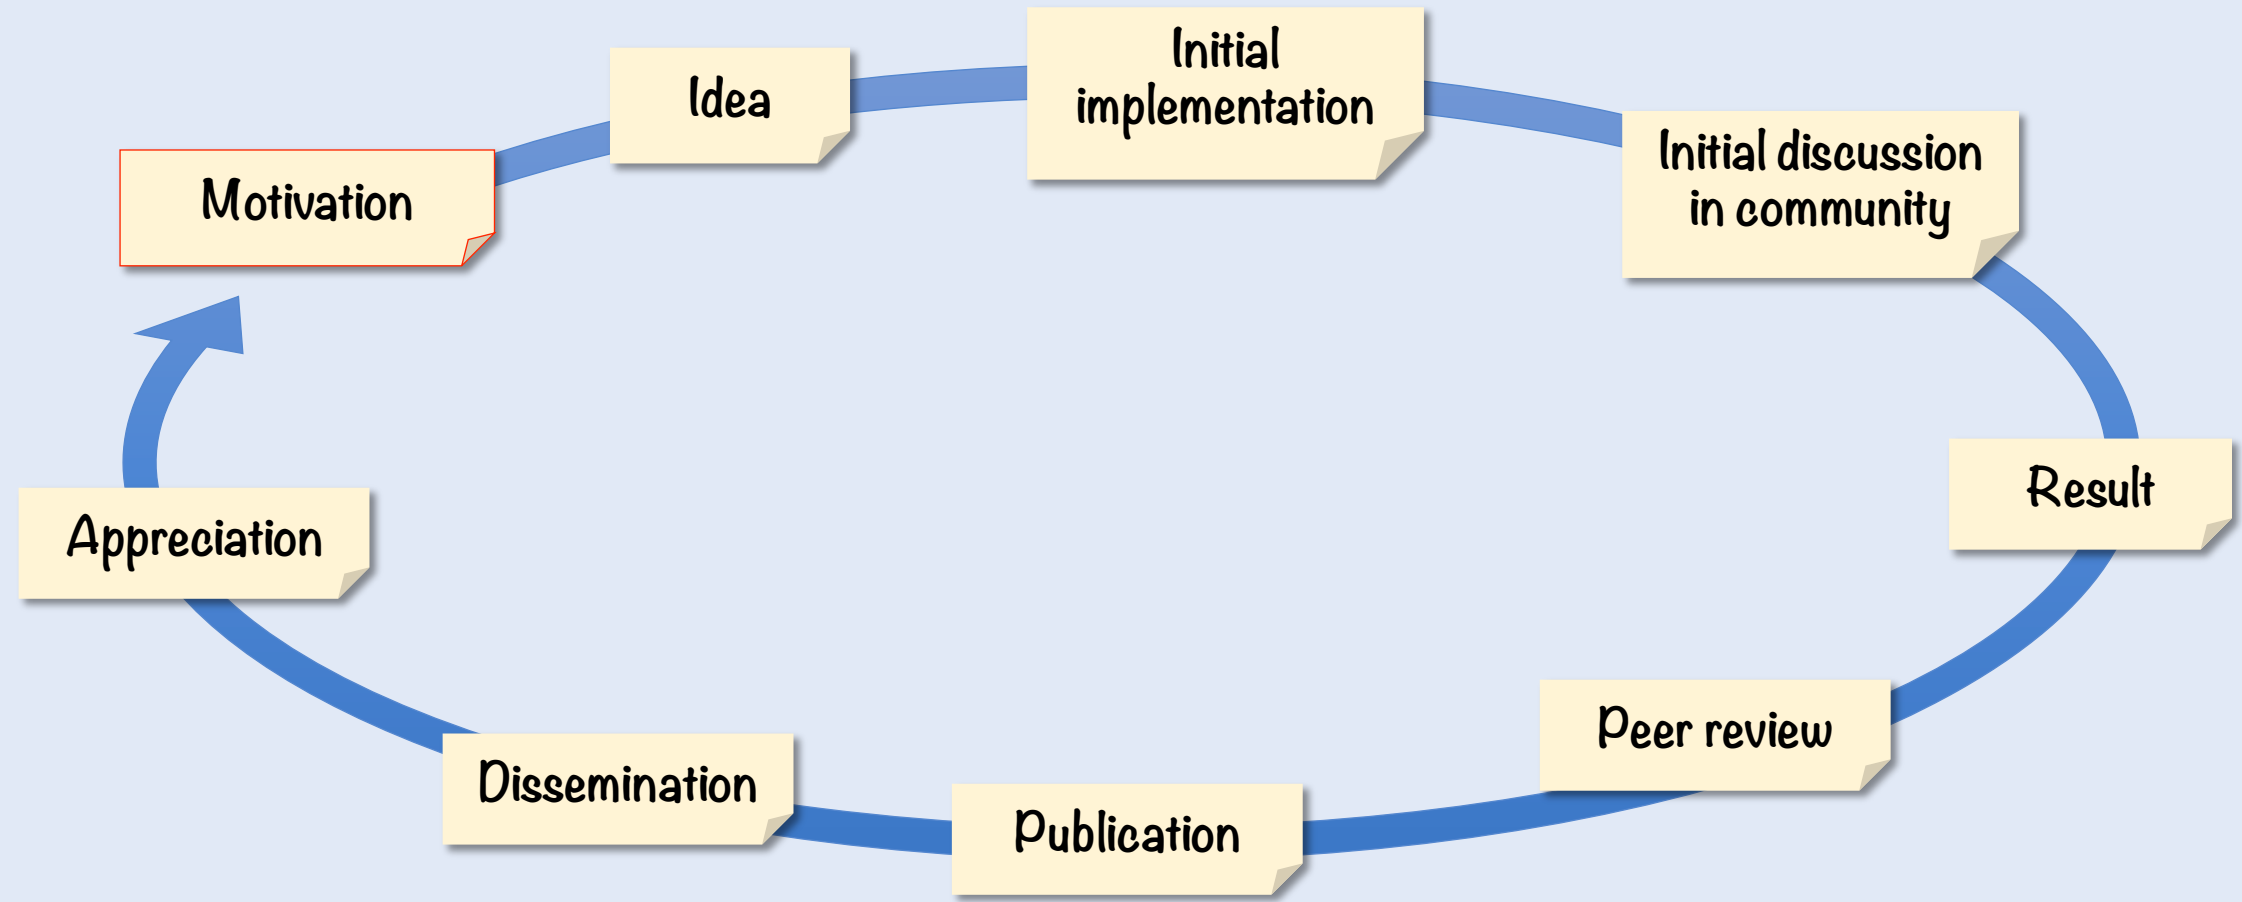 Motivation
Idea
Initial
implementation
Initial discussion
in community
Result
Peer review
Publication
Dissemination
Appreciation